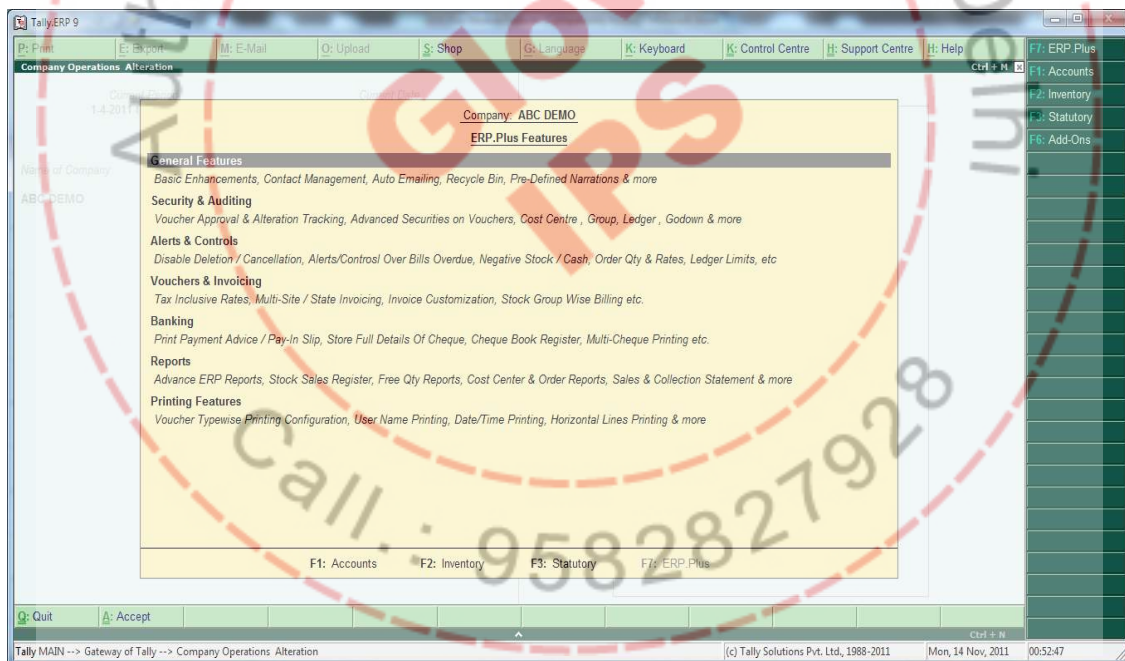 Tally.ERP 9
P: Print E: Export M: E-Mail O: Upload S: Shop G: Language K: Keyboard K: Control Centre H: Support Centre H: Help
Company Operations Alteration Ctrl + M
F7: ERP.Plus
F1: Accounts
F2: Inventory
F3: Statutory
F6: Add-Ons
Current Date
1-4-2011
Name of Company
ABC DEMO
Company: ABC DEMO
ERP.Plus Features
General Features
Basic Enhancements, Contact Management, Auto Emailing, Recycle Bin, Pre-Defined Narrations & more
Security & Auditing
Voucher Approval & Alteration Tracking, Advanced Securities on Vouchers, Cost Centre , Group, Ledger , Godown & more
Alerts & Controls
Disable Deletion / Cancellation, Alerts/Controsl Over Bills Overdue, Negative Stock / Cash, Order Qty & Rates, Ledger Limits, etc
Vouchers & Invoicing
Tax Inclusive Rates, Multi-Site / State Invoicing, Invoice Customization, Stock Group Wise Billing etc.
Banking
Print Payment Advice / Pay-In Slip, Store Full Details Of Cheque, Cheque Book Register, Multi-Cheque Printing etc.
Reports
Advance ERP Reports, Stock Sales Register, Free Qty Reports, Cost Center & Order Reports, Sales & Collection Statement & more
Printing Features
Voucher Typewise Printing Configuration, User Name Printing, Date/Time Printing, Horizontal Lines Printing & more
F1: Accounts F2: Inventory F3: Statutory F7: ERP.Plus
Q: Quit A: Accept
Ctrl + N
Tally MAIN --> Gateway of Tally --> Company Operations Alteration (c) Tally Solutions Pvt. Ltd., 1988-2011 Mon, 14 Nov, 2011 00:52:47
IPS
Call.: 9582827928